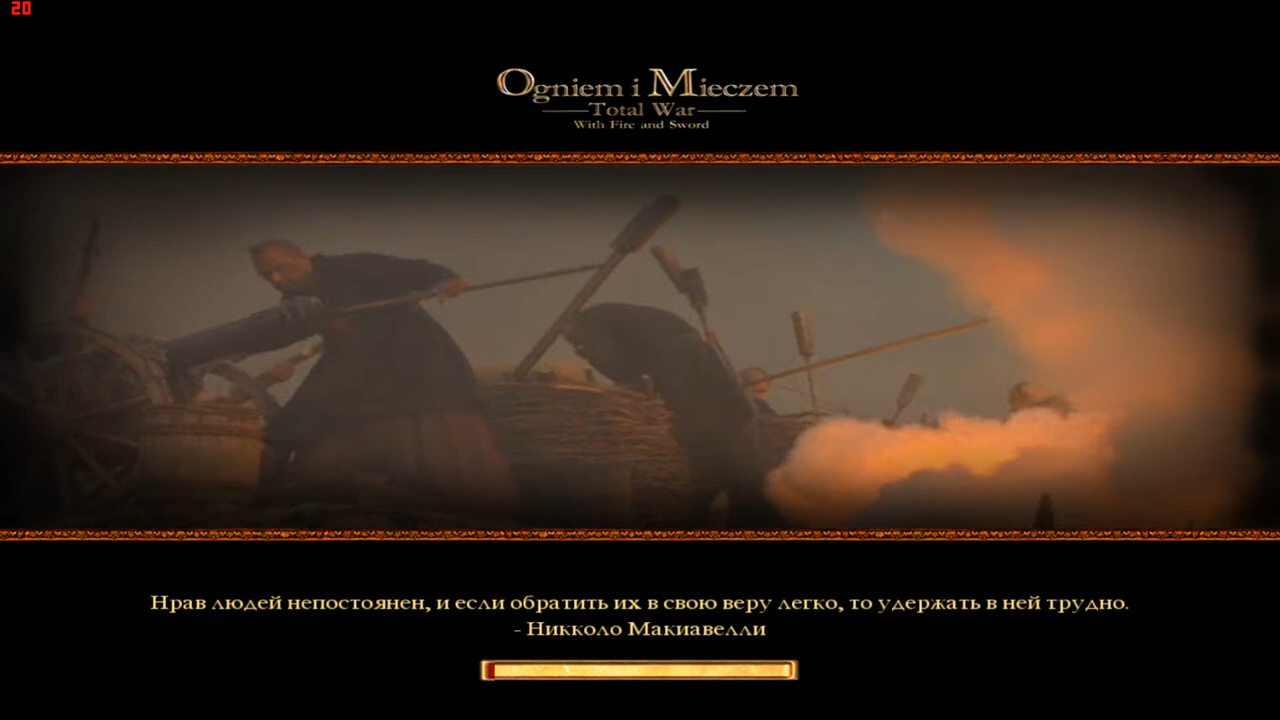 20
Ogniem i Mieczem
Total War
With Fire and Sword
Нрав людей непостоянен, и если обратить их в свою веру легко, то удержать в ней трудно.
- Никколо Макиавелли